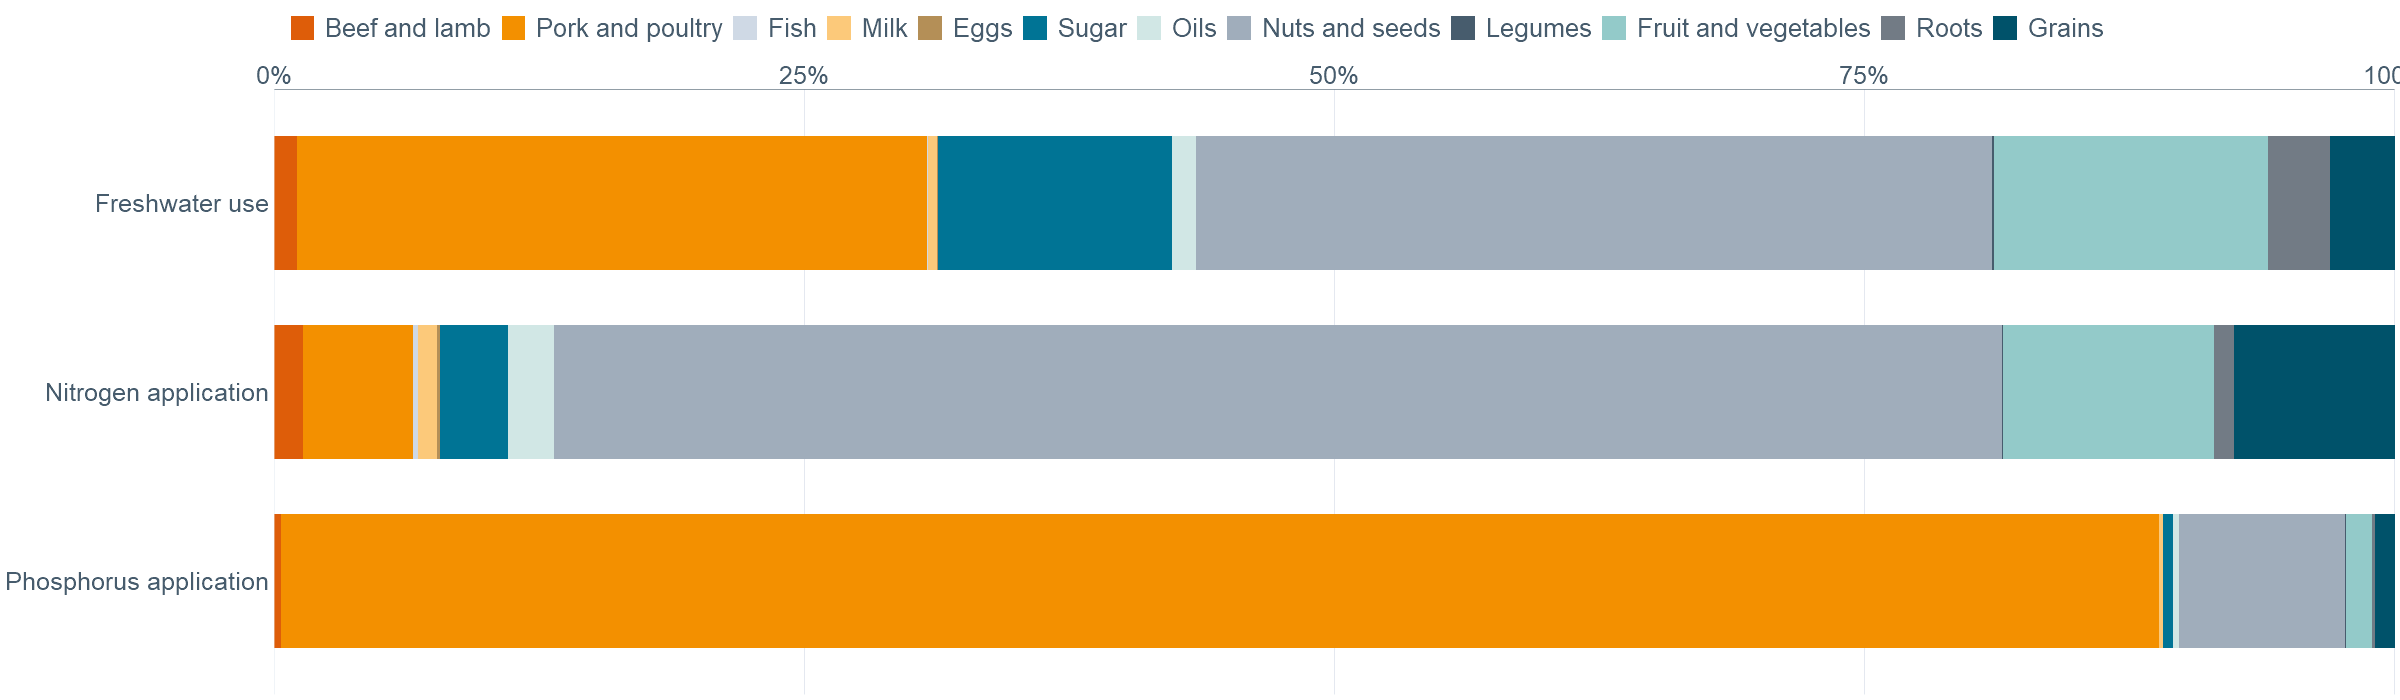 Beef and lamb Pork and poultry Fish Milk Eggs Sugar Oils Nuts and seeds Legumes Fruit and vegetables Roots Grains
0% 25% 50% 75% 100
Freshwater use
Nitrogen application
Phosphorus application